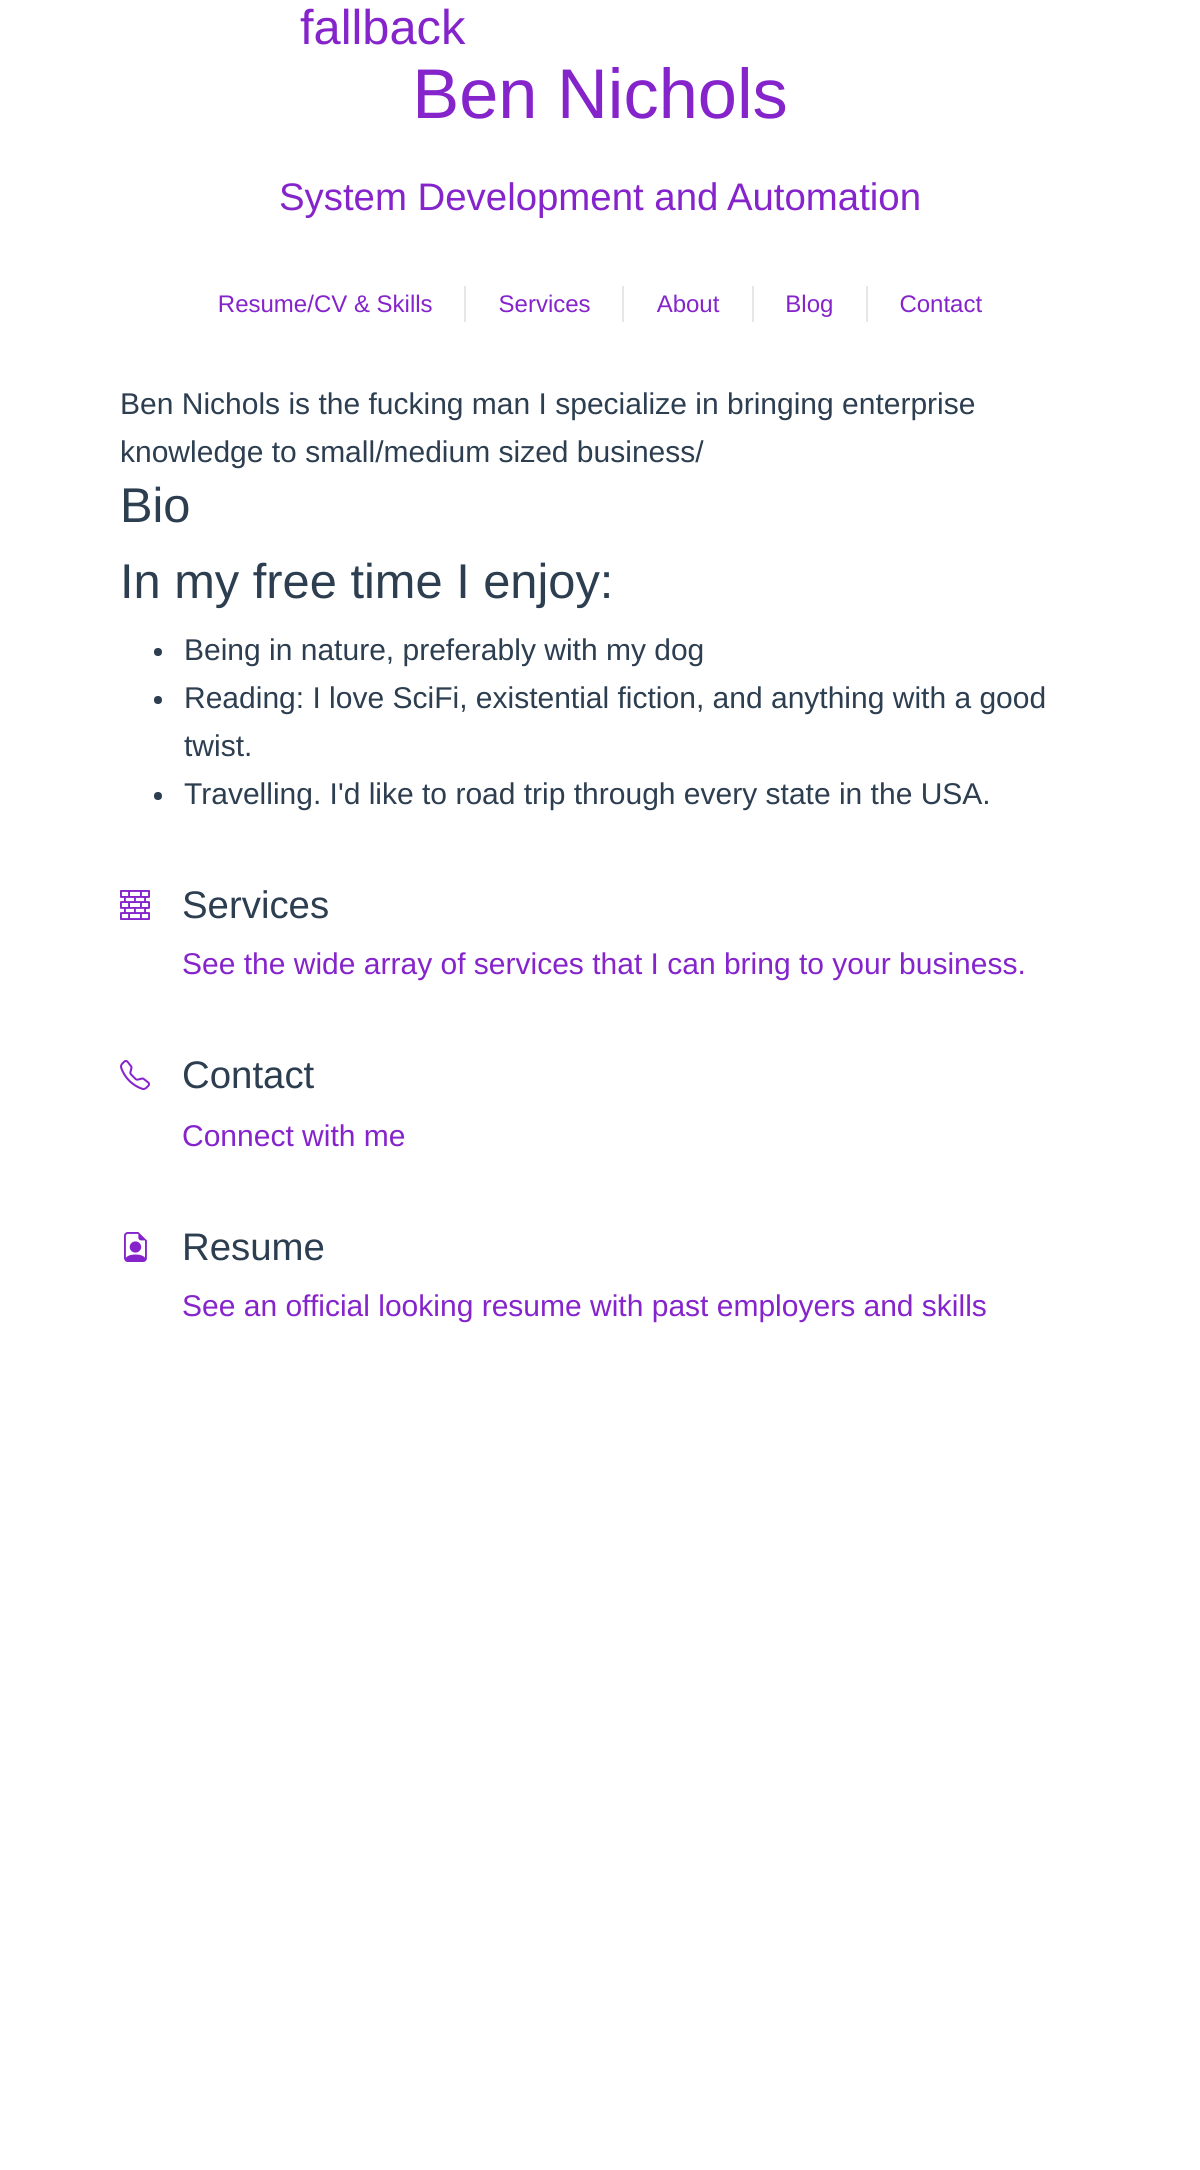 fallback
Ben Nichols
System Development and Automation
Resume/CV & Skills Services About Blog Contact
Ben Nichols is the fucking man I specialize in bringing enterprise
knowledge to small/medium sized business/
Bio
In my free time I enjoy:
Being in nature, preferably with my dog
Reading: I love SciFi, existential fiction, and anything with a good
twist.
Travelling. I'd like to road trip through every state in the USA.
Services
See the wide array of services that I can bring to your business.
Contact
Connect with me
Resume
See an official looking resume with past employers and skills